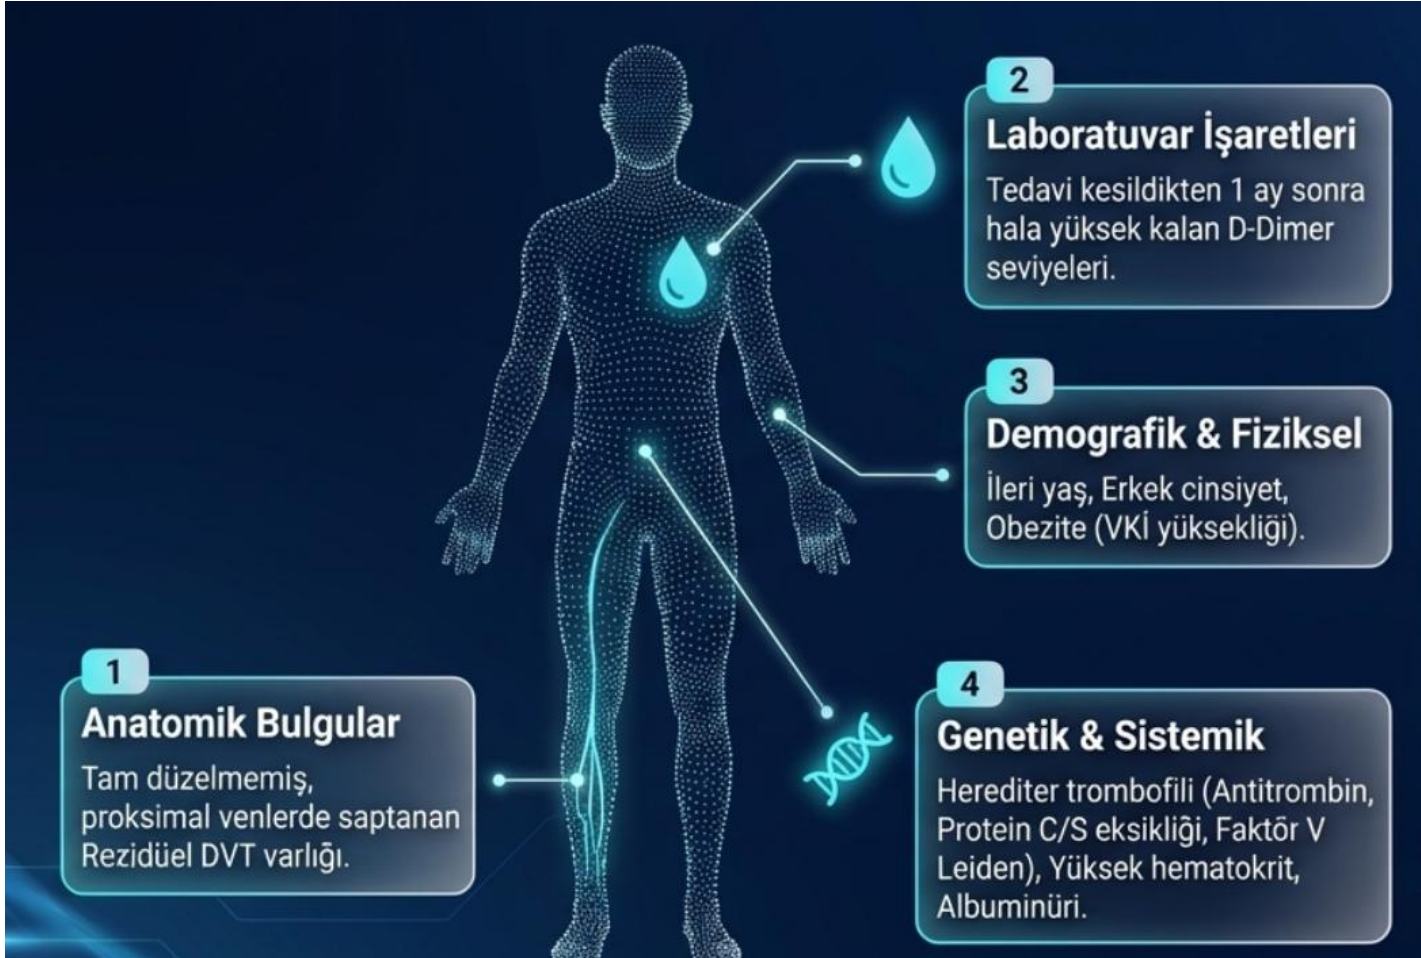 1
Anatomik Bulgular
Tam düzelmemiş,
proksimal venlerde saptanan
Rezidüel DVT varlığı.
2
Laboratuvar İşaretleri
Tedavi kesildikten 1 ay sonra
hala yüksek kalan D-Dimer
seviyeleri.
3
Demografik & Fiziksel
İleri yaş, Erkek cinsiyet,
Obezite (VKİ yüksekliği).
4
Genetik & Sistemik
Herediter trombofili (Antitrombin,
Protein C/S eksikliği, Faktör V
Leiden), Yüksek hematokrit,
Albuminüri.